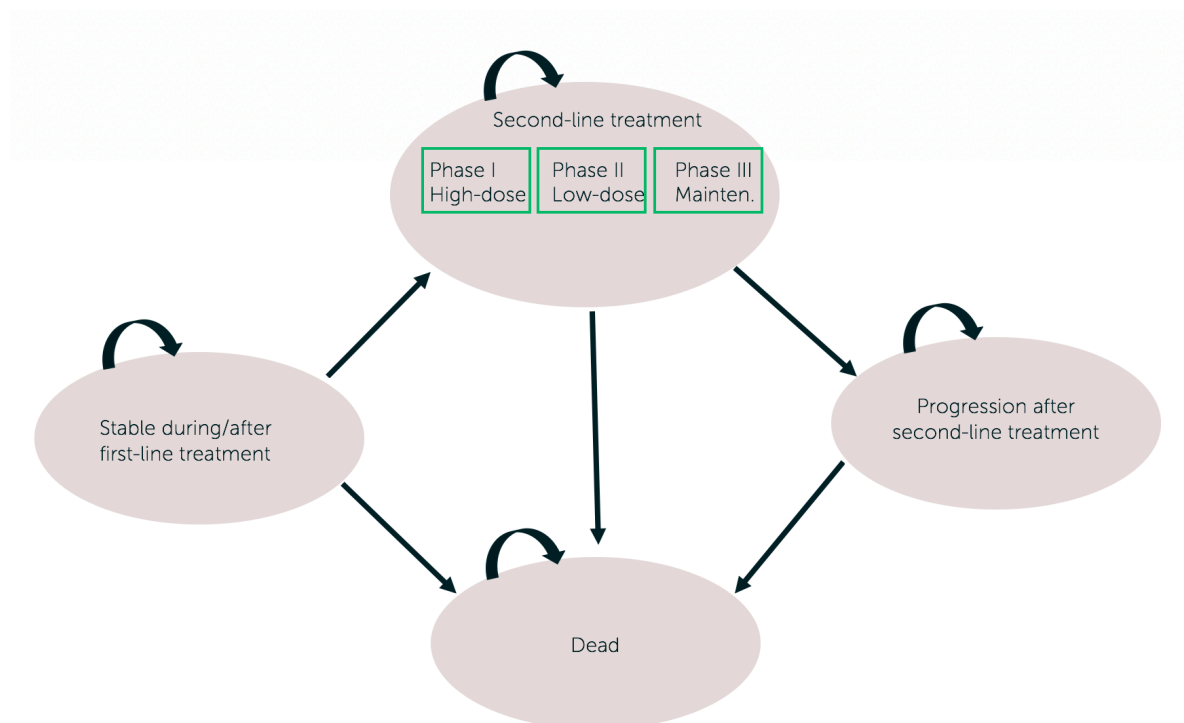 Second-line treatment
Phase I
High-dose
Phase II
Low-dose
Phase III
Mainten.
Stable during/after
first-line treatment
Progression after
second-line treatment
Dead